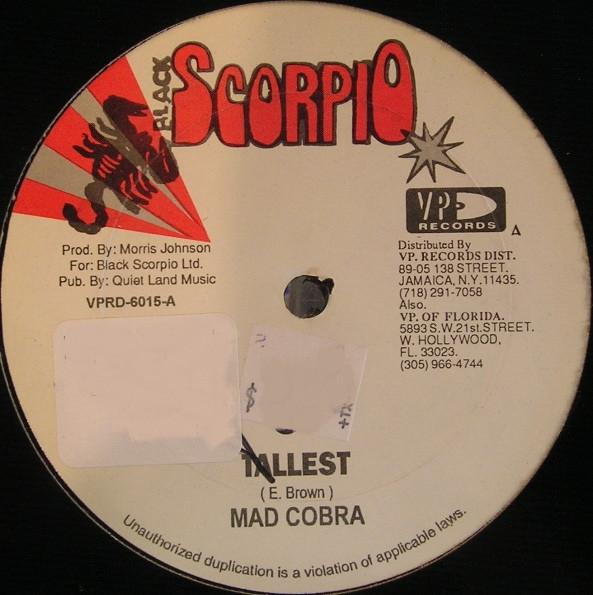 BLACK
SCORPIO
VP
RECORDS
A
Prod. By: Morris Johnson
For: Black Scorpio Ltd.
Pub. By: Quiet Land Music
VPRD-6015-A
Distributed By
VP. RECORDS DIST.
89-05 138 STREET.
JAMAICA, N.Y.11435.
(718) 291-7058
Also.
VP. OF FLORIDA.
5893 S.W.21st.STREET.
W. HOLLYWOOD,
FL. 33023.
(305) 966-4744
$
+TX
TALLEST
( E. Brown )
MAD COBRA
Unauthorized duplication is a violation of applicable laws.